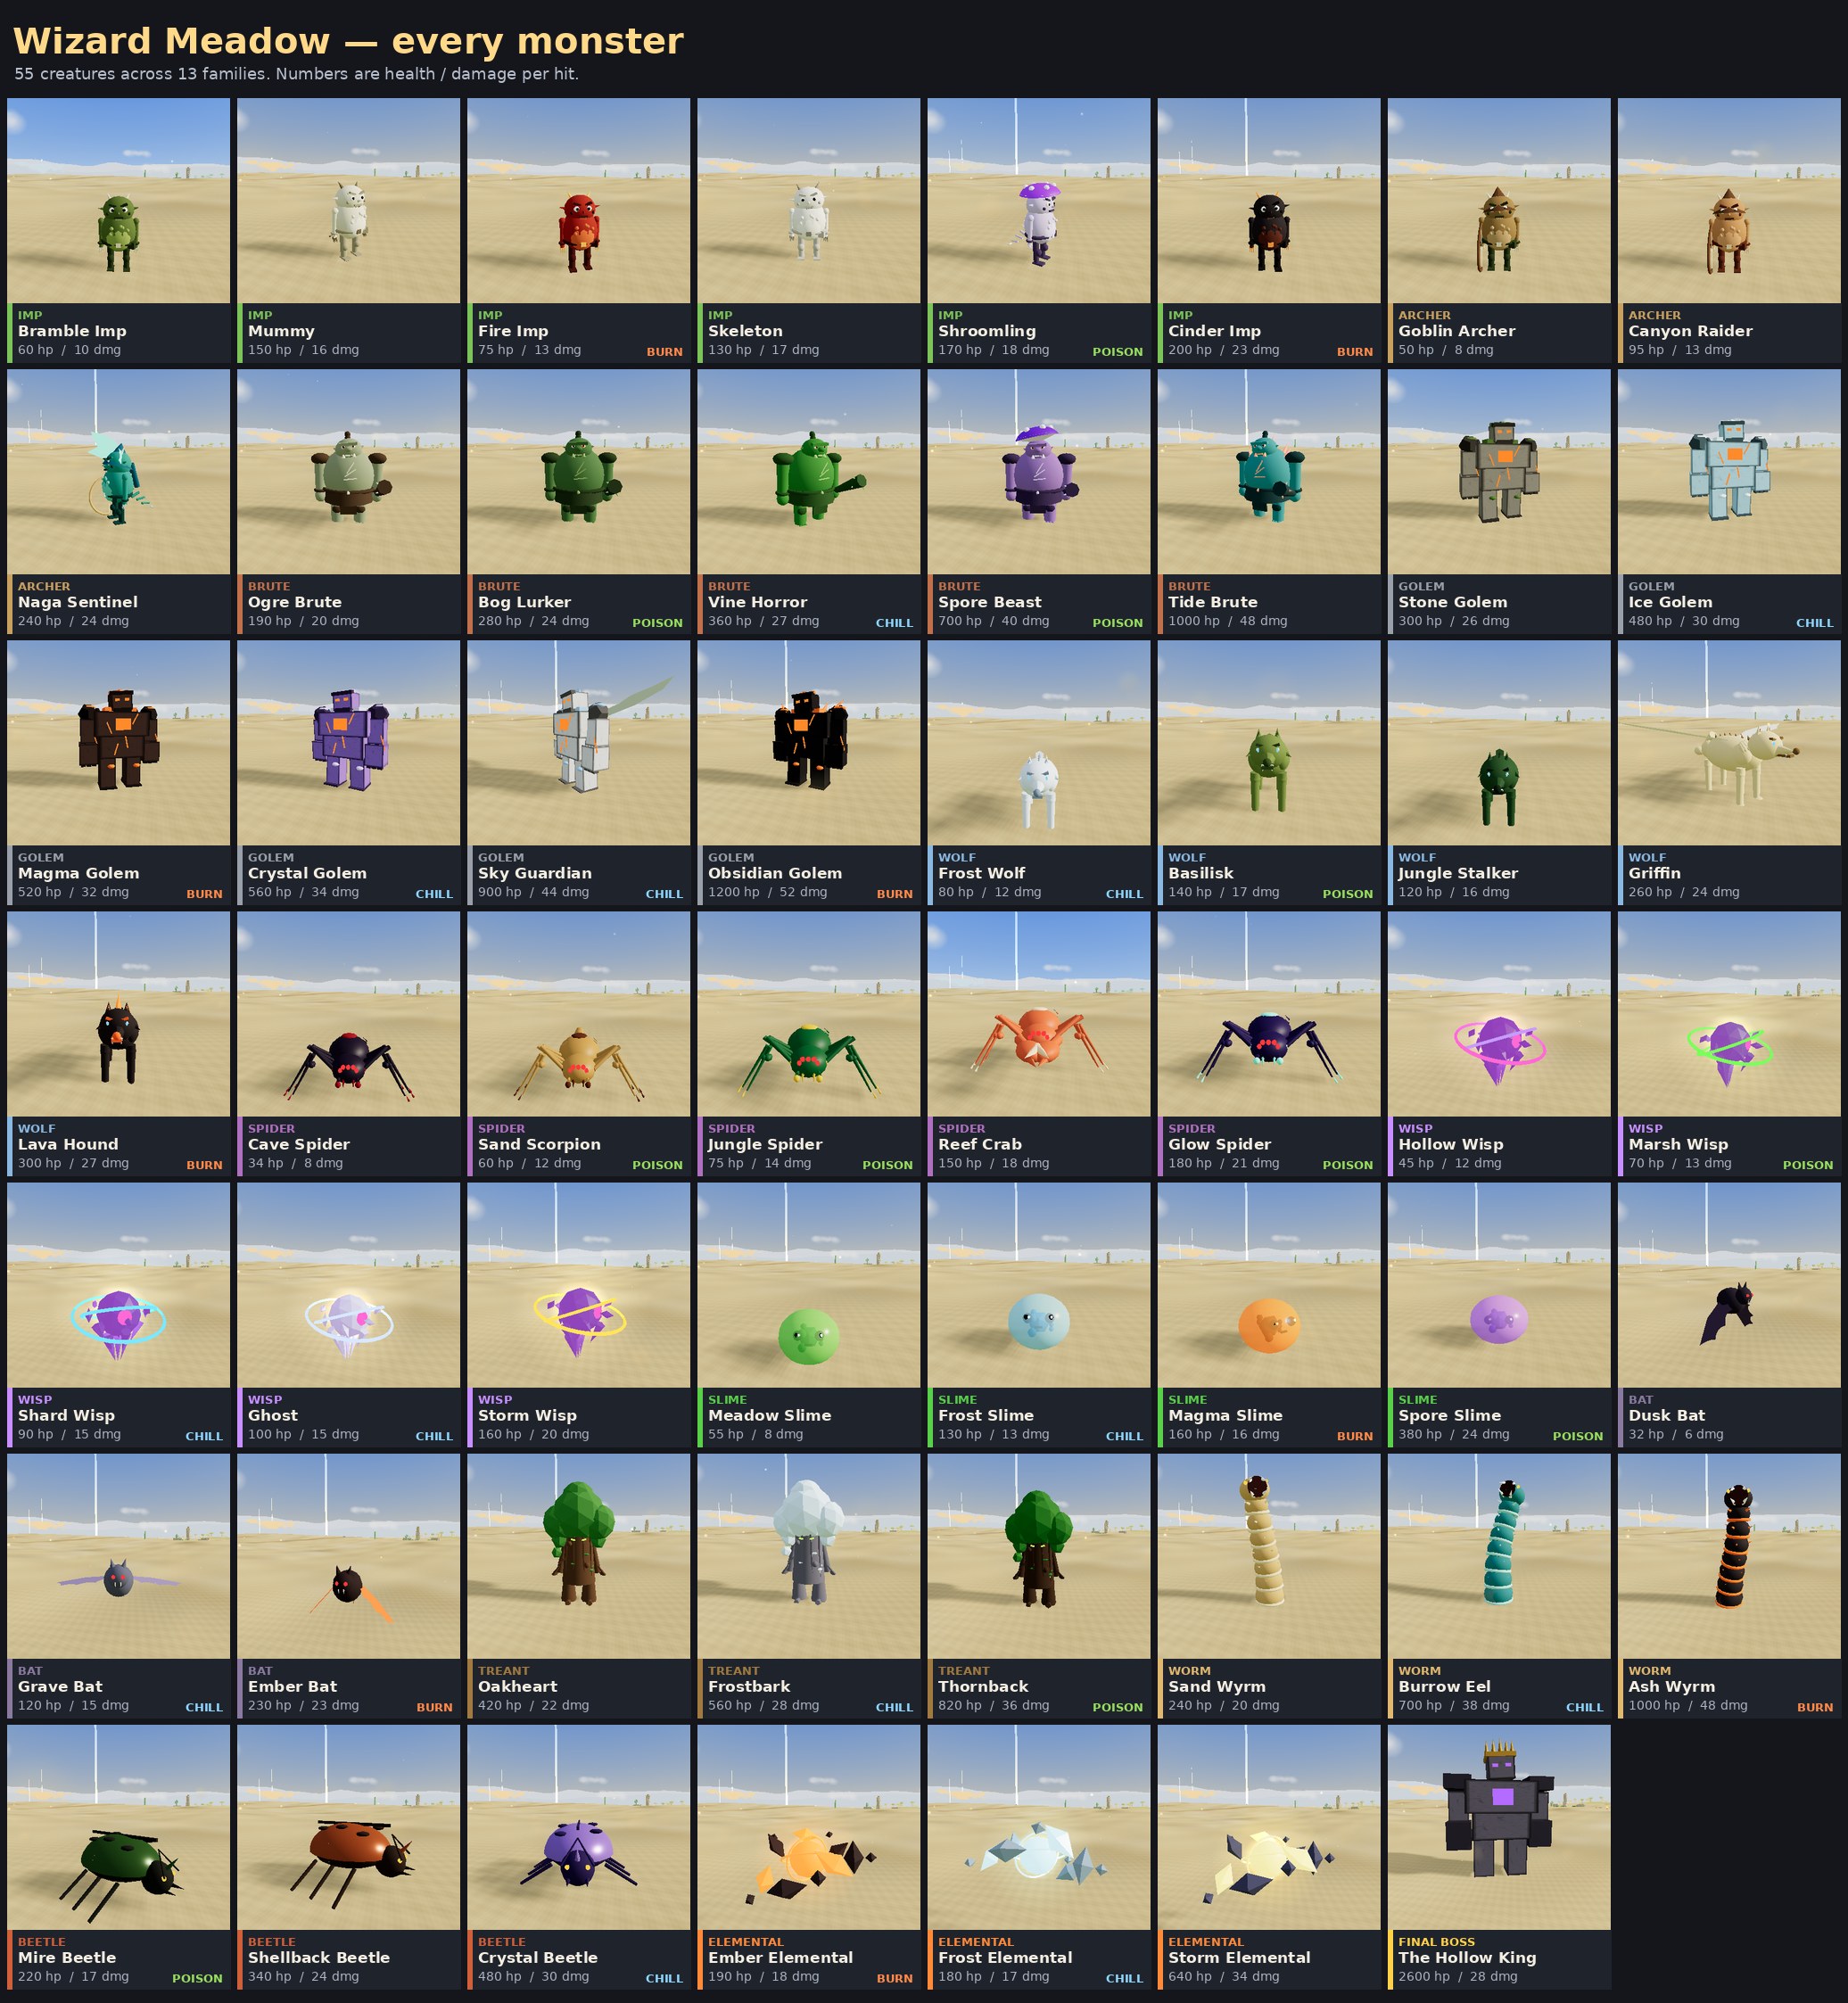 Wizard Meadow — every monster
55 creatures across 13 families. Numbers are health / damage per hit.
IMP
Bramble Imp
60 hp / 10 dmg
IMP
Mummy
150 hp / 16 dmg
IMP
Fire Imp
75 hp / 13 dmg
BURN
IMP
Skeleton
130 hp / 17 dmg
IMP
Shroomling
170 hp / 18 dmg
POISON
IMP
Cinder Imp
200 hp / 23 dmg
BURN
ARCHER
Goblin Archer
50 hp / 8 dmg
ARCHER
Canyon Raider
95 hp / 13 dmg
ARCHER
Naga Sentinel
240 hp / 24 dmg
BRUTE
Ogre Brute
190 hp / 20 dmg
BRUTE
Bog Lurker
280 hp / 24 dmg
POISON
BRUTE
Vine Horror
360 hp / 27 dmg
CHILL
BRUTE
Spore Beast
700 hp / 40 dmg
POISON
BRUTE
Tide Brute
1000 hp / 48 dmg
GOLEM
Stone Golem
300 hp / 26 dmg
GOLEM
Ice Golem
480 hp / 30 dmg
CHILL
GOLEM
Magma Golem
520 hp / 32 dmg
BURN
GOLEM
Crystal Golem
560 hp / 34 dmg
CHILL
GOLEM
Sky Guardian
900 hp / 44 dmg
CHILL
GOLEM
Obsidian Golem
1200 hp / 52 dmg
BURN
WOLF
Frost Wolf
80 hp / 12 dmg
CHILL
WOLF
Basilisk
140 hp / 17 dmg
POISON
WOLF
Jungle Stalker
120 hp / 16 dmg
WOLF
Griffin
260 hp / 24 dmg
WOLF
Lava Hound
300 hp / 27 dmg
BURN
SPIDER
Cave Spider
34 hp / 8 dmg
SPIDER
Sand Scorpion
60 hp / 12 dmg
POISON
SPIDER
Jungle Spider
75 hp / 14 dmg
POISON
SPIDER
Reef Crab
150 hp / 18 dmg
SPIDER
Glow Spider
180 hp / 21 dmg
POISON
WISP
Hollow Wisp
45 hp / 12 dmg
WISP
Marsh Wisp
70 hp / 13 dmg
POISON
WISP
Shard Wisp
90 hp / 15 dmg
CHILL
WISP
Ghost
100 hp / 15 dmg
CHILL
WISP
Storm Wisp
160 hp / 20 dmg
SLIME
Meadow Slime
55 hp / 8 dmg
SLIME
Frost Slime
130 hp / 13 dmg
CHILL
SLIME
Magma Slime
160 hp / 16 dmg
BURN
SLIME
Spore Slime
380 hp / 24 dmg
POISON
BAT
Dusk Bat
32 hp / 6 dmg
BAT
Grave Bat
120 hp / 15 dmg
CHILL
BAT
Ember Bat
230 hp / 23 dmg
BURN
TREANT
Oakheart
420 hp / 22 dmg
TREANT
Frostbark
560 hp / 28 dmg
CHILL
TREANT
Thornback
820 hp / 36 dmg
POISON
WORM
Sand Wyrm
240 hp / 20 dmg
WORM
Burrow Eel
700 hp / 38 dmg
CHILL
WORM
Ash Wyrm
1000 hp / 48 dmg
BURN
BEETLE
Mire Beetle
220 hp / 17 dmg
POISON
BEETLE
Shellback Beetle
340 hp / 24 dmg
BEETLE
Crystal Beetle
480 hp / 30 dmg
CHILL
ELEMENTAL
Ember Elemental
190 hp / 18 dmg
BURN
ELEMENTAL
Frost Elemental
180 hp / 17 dmg
CHILL
ELEMENTAL
Storm Elemental
640 hp / 34 dmg
FINAL BOSS
The Hollow King
2600 hp / 28 dmg